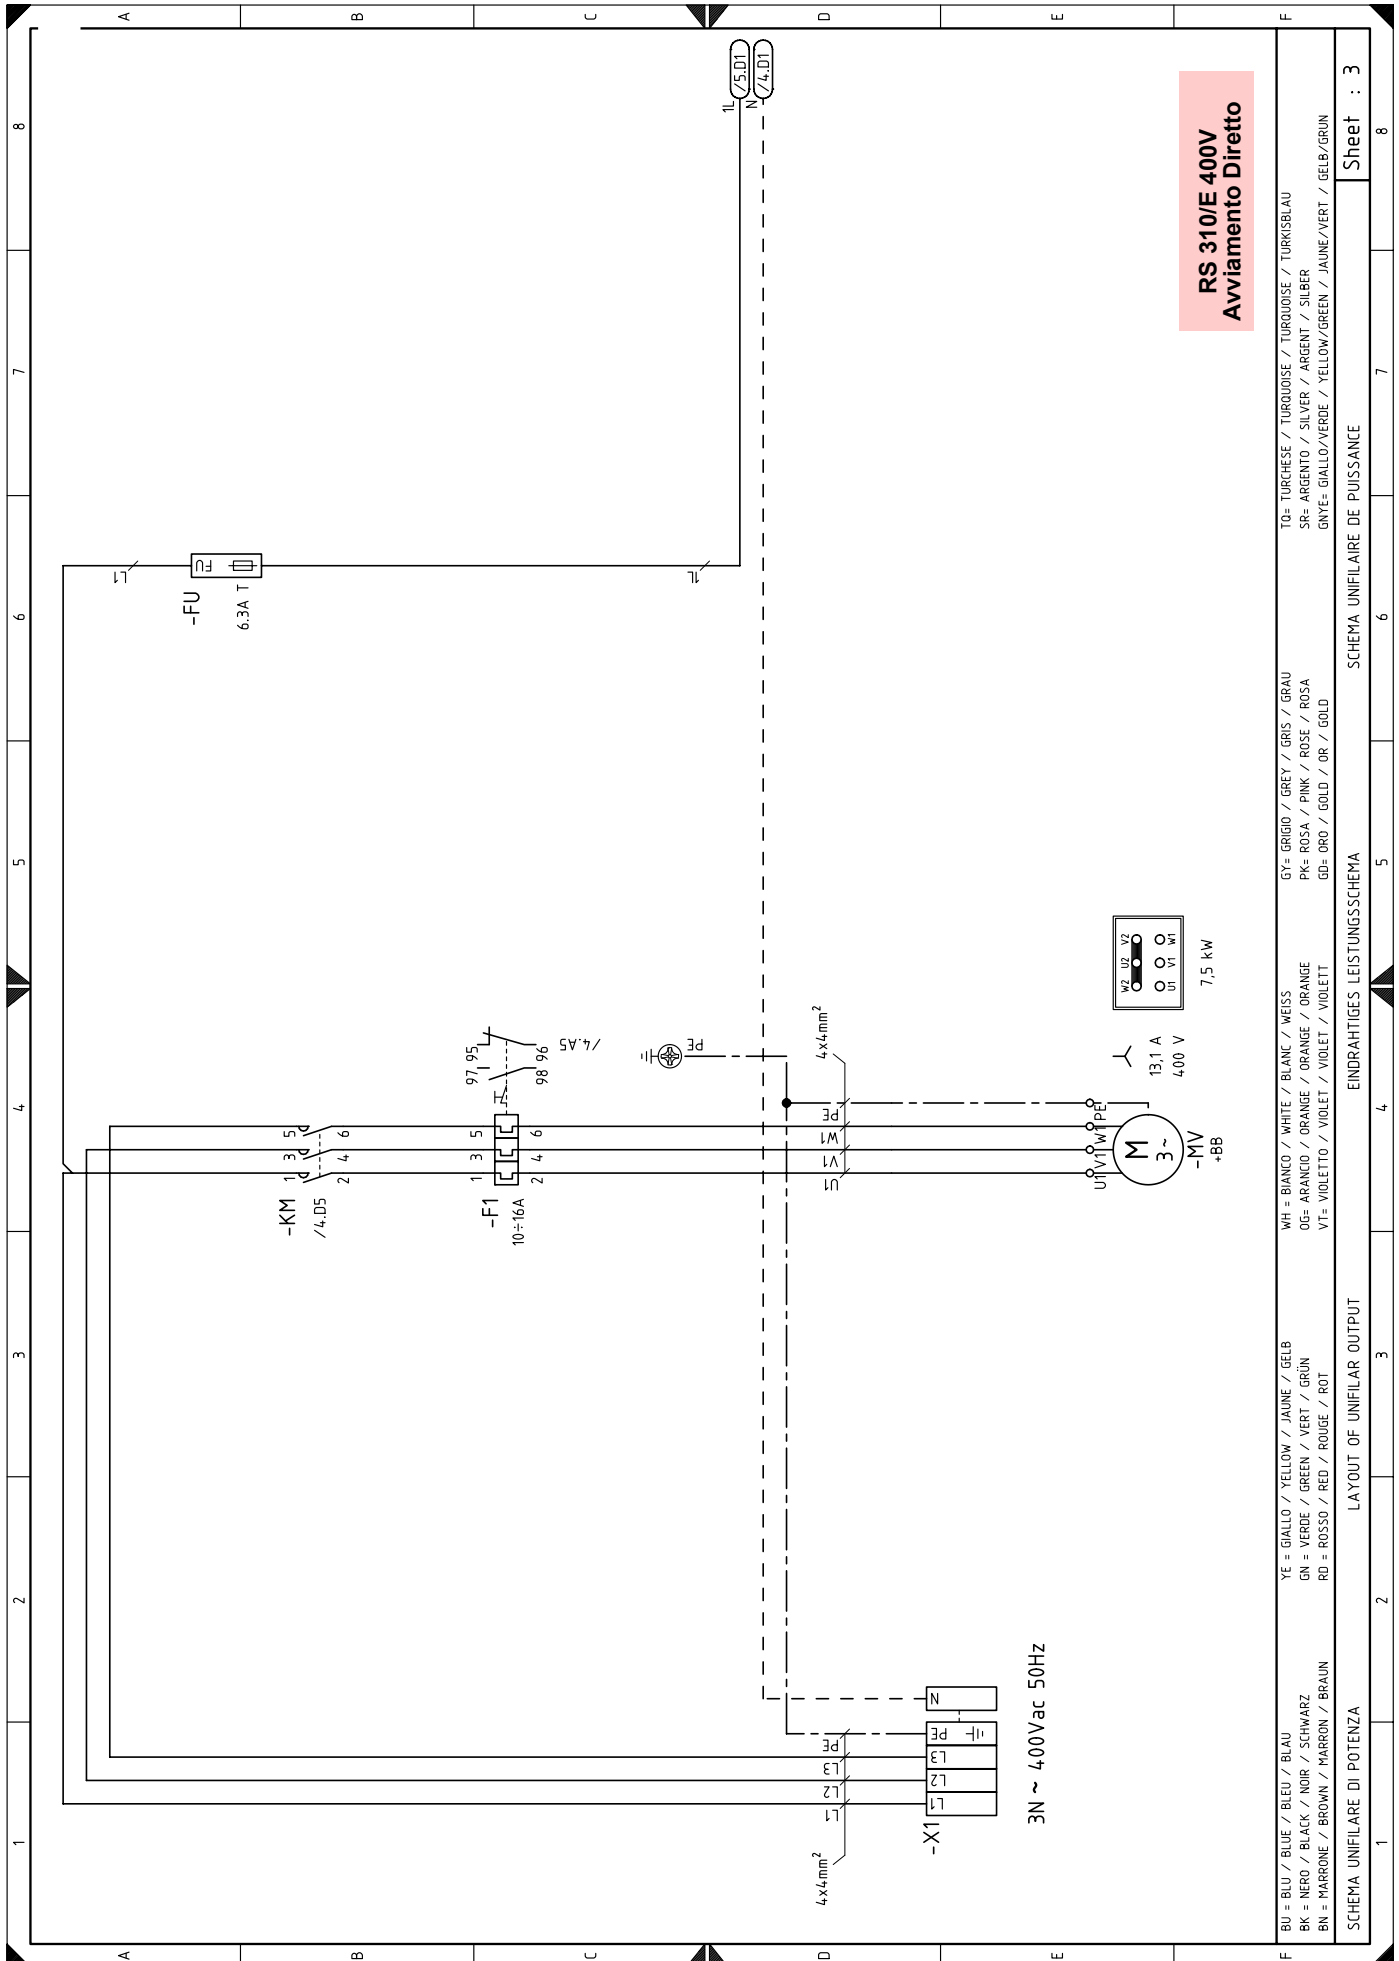 1 2 3 4 5 6 7 8
A A
B B
C C
D D
E E
F F
L1
-FU
FU
6.3A T
1L
1L /5.D1
N /4.D1
-KM
/4.D5
1 3 5
2 4 6
-F1
10÷16A
1 3 5
2 4 6
97 95
98 96
/4.A5
PE
4x4mm²
L1 L2 L3 PE
4x4mm²
U1 V1 W1 PE
-X1
L1 L2 L3 PE N
3N ~ 400Vac 50Hz
U1 V1 W1 PE
M
3~
-MV
+BB
13,1 A
400 V
W2 U2 V2
U1 V1 W1
7,5 kW
RS 310/E 400V
Avviamento Diretto
BU = BLU / BLUE / BLEU / BLAU
BK = NERO / BLACK / NOIR / SCHWARZ
BN = MARRONE / BROWN / MARRON / BRAUN
YE = GIALLO / YELLOW / JAUNE / GELB
GN = VERDE / GREEN / VERT / GRÜN
RD = ROSSO / RED / ROUGE / ROT
WH = BIANCO / WHITE / BLANC / WEISS
OG= ARANCIO / ORANGE / ORANGE / ORANGE
VT= VIOLETTO / VIOLET / VIOLET / VIOLETT
GY= GRIGIO / GREY / GRIS / GRAU
PK= ROSA / PINK / ROSE / ROSA
GD= ORO / GOLD / OR / GOLD
TQ= TURCHESE / TURQUOISE / TURQUOISE / TURKISBLAU
SR= ARGENTO / SILVER / ARGENT / SILBER
GNYE= GIALLO/VERDE / YELLOW/GREEN / JAUNE/VERT / GELB/GRUN
SCHEMA UNIFILARE DI POTENZA LAYOUT OF UNIFILAR OUTPUT EINDRAHTIGES LEISTUNGSSCHEMA SCHEMA UNIFILAIRE DE PUISSANCE
Sheet : 3
1 2 3 4 5 6 7 8